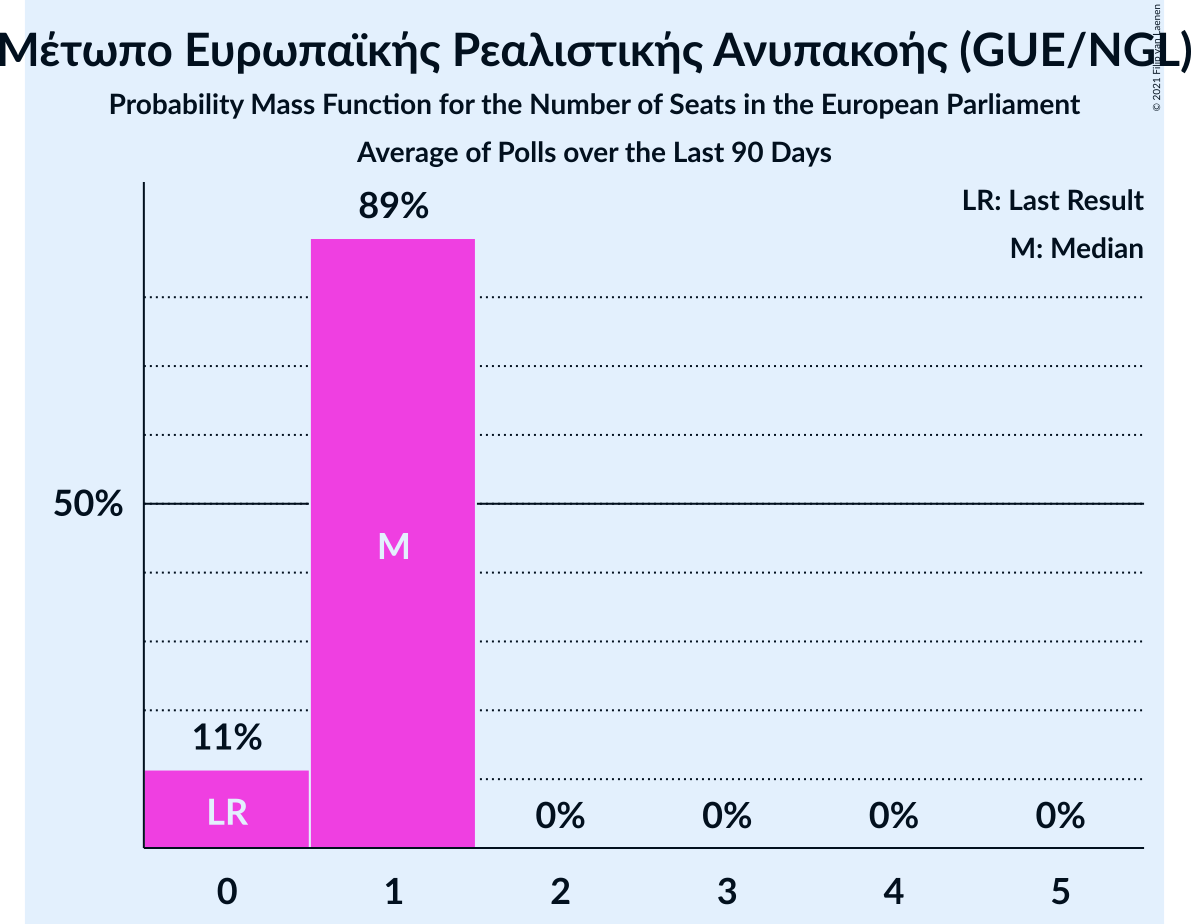 Μέτωπο Ευρωπαϊκής Ρεαλιστικής Ανυπακοής (GUE/NGL)
© 2021 Filip van Laenen
Probability Mass Function for the Number of Seats in the European Parliament
Average of Polls over the Last 90 Days
LR: Last Result
M: Median
89%
50%
M
11%
LR
0% 0% 0% 0%
0 1 2 3 4 5